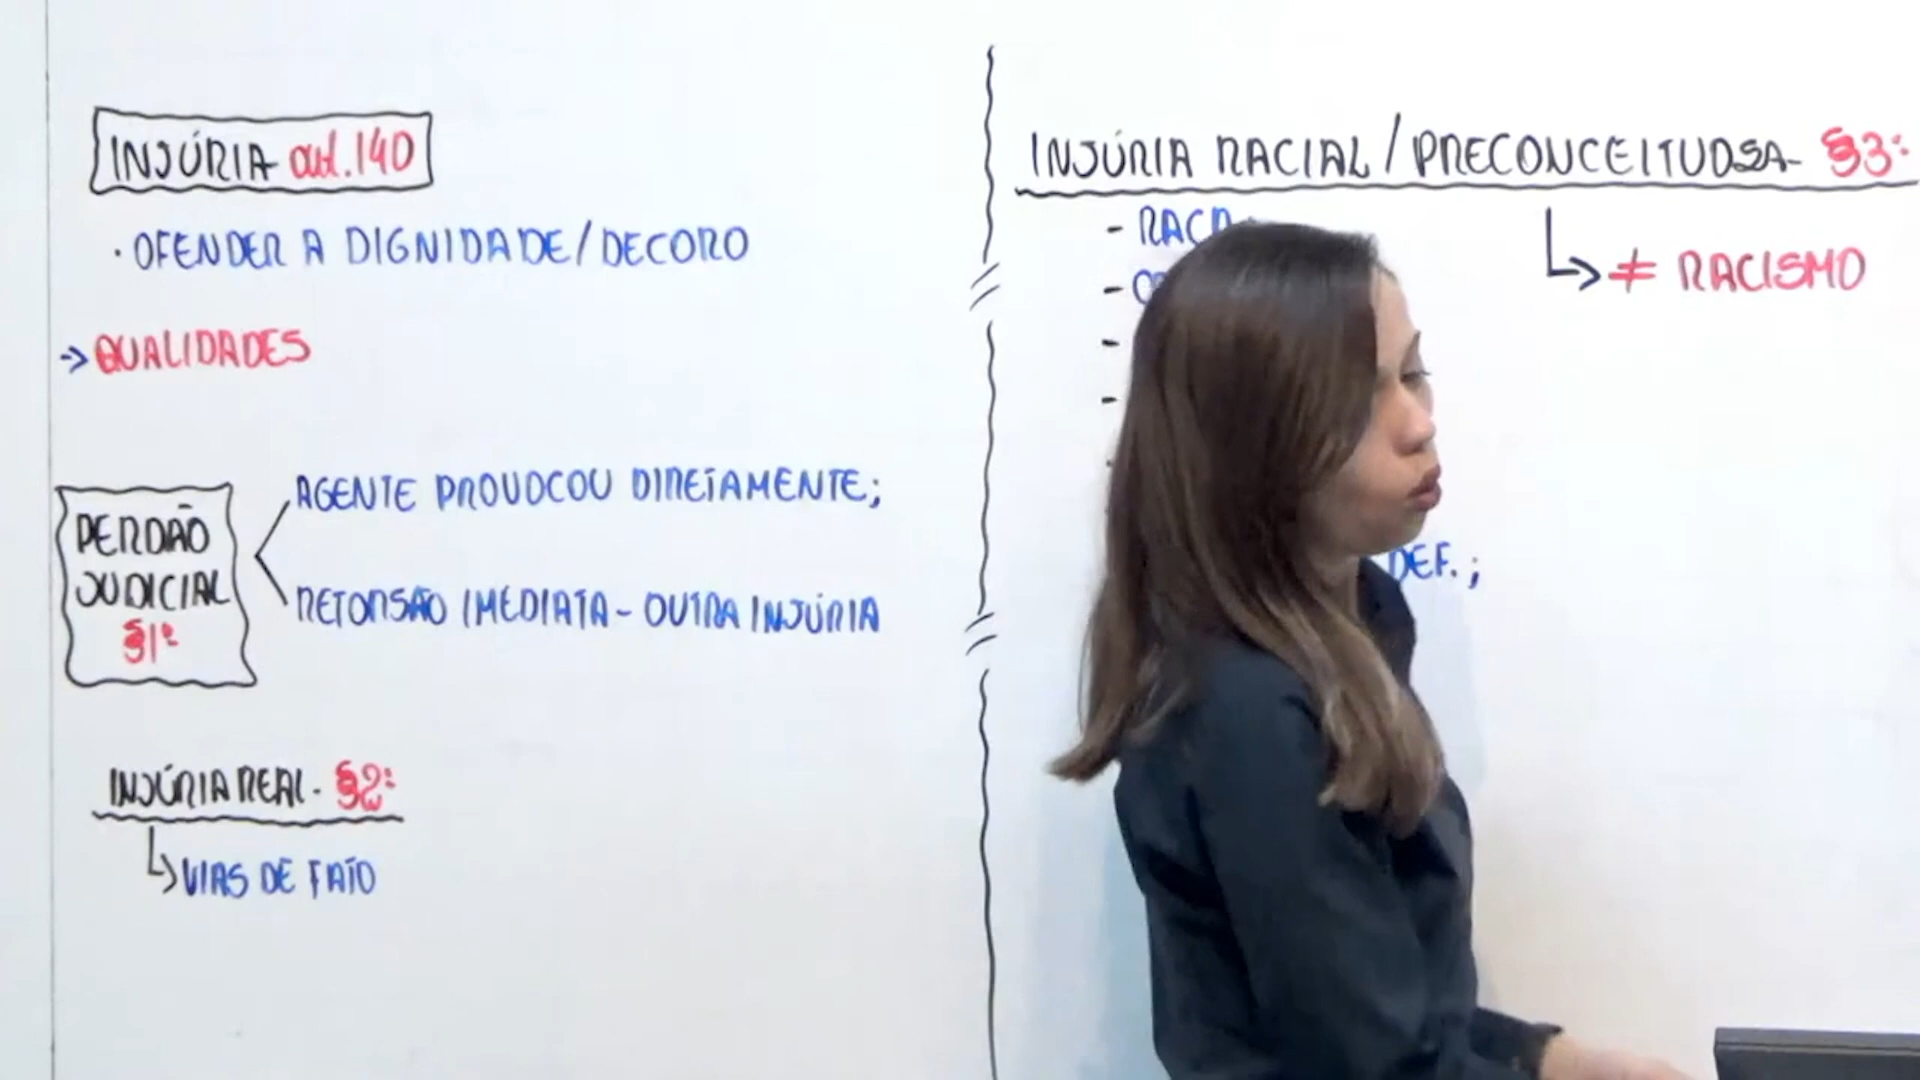 INJÚRIA art.140
· OFENDER A DIGNIDADE/DECORO
→ QUALIDADES
PERDÃO
JUDICIAL
§1º
AGENTE PROVOCOU DIRETAMENTE;
RETORSÃO IMEDIATA - OUTRA INJÚRIA
INJÚRIA REAL - §2º
↳ VIAS DE FATO
INJÚRIA RACIAL / PRECONCEITUOSA - §3º
- RAÇA
↳ ≠ RACISMO
DEF.;